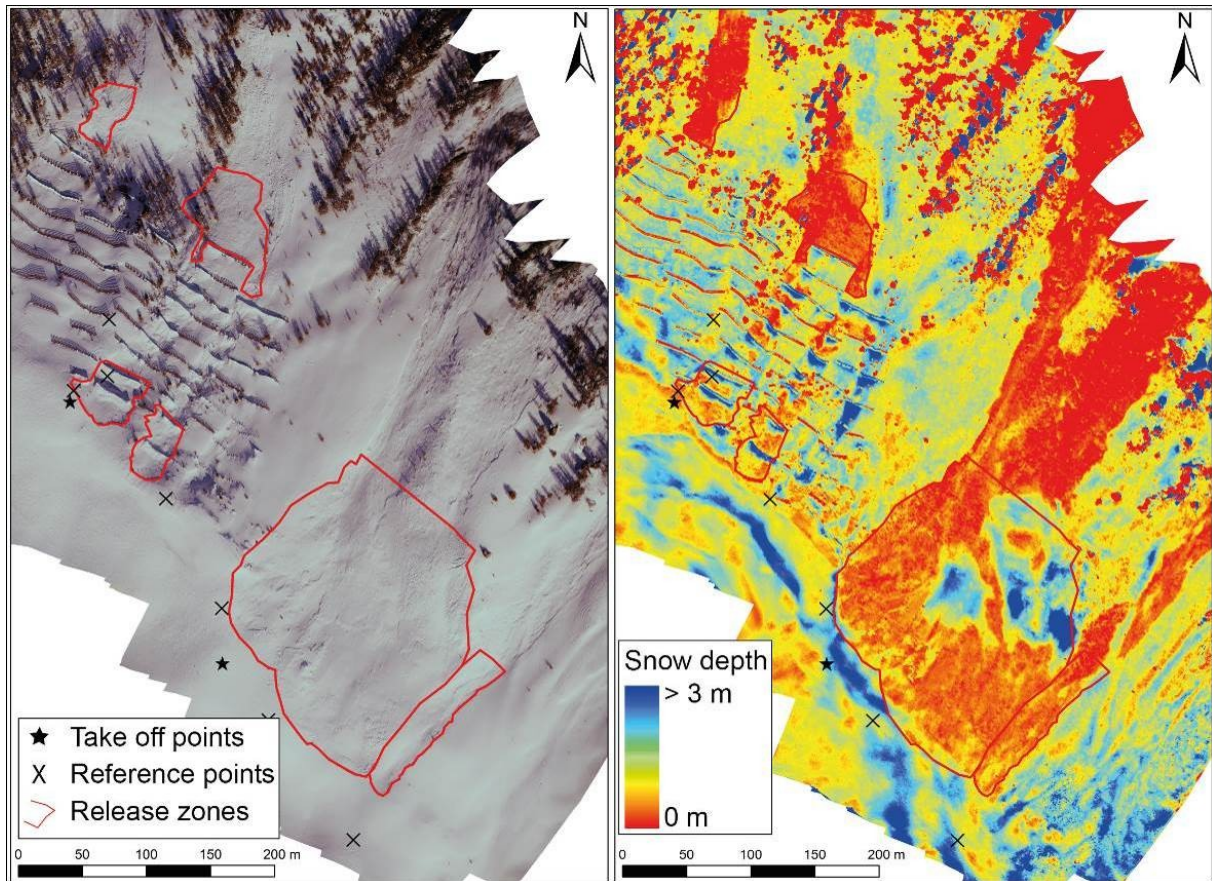 N
Take off points
Reference points
Release zones
0 50 100 150 200 m
N
Snow depth
> 3 m
0 m
0 50 100 150 200 m